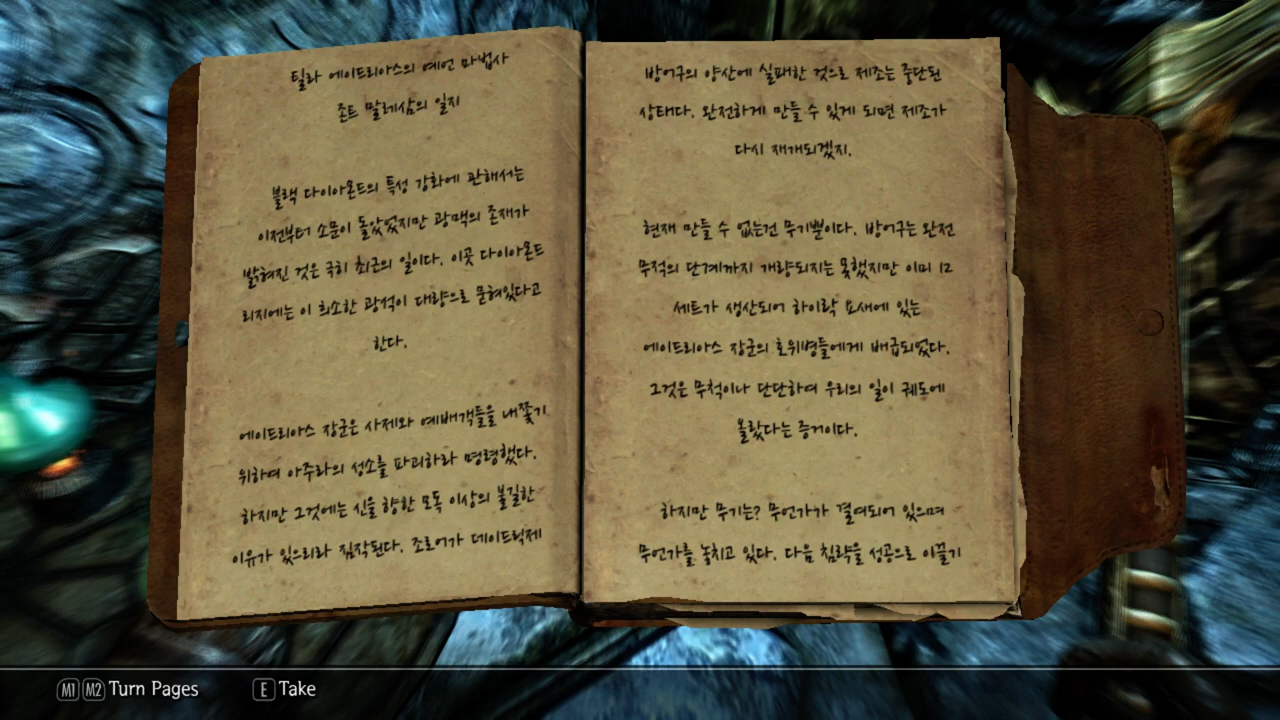 틸라 에이드리아스의 예언 마법사
존트 말레삼의 일지
블랙 다이아몬드의 특성 강화에 관해서는
이전부터 소문이 돌았었지만 광맥의 존재가
밝혀진 것은 극히 최근의 일이다. 이곳 다이아몬드
리지에는 이 희소한 광석이 대량으로 묻혀있다고
한다.
에이드리아스 장군은 사제와 예배객들을 내쫓기
위하여 아주라의 성소를 파괴하라 명령했다.
하지만 그것에는 신을 향한 모독 이상의 불길한
이유가 있으리라 짐작된다. 조로어가 데이드릭제
방어구의 양산에 실패한 것으로 제조는 중단된
상태다. 완전하게 만들 수 있게 되면 제조가
다시 재개되겠지.
현재 만들 수 없는건 무기뿐이다. 방어구는 완전
무적의 단계까지 개량되지는 못했지만 이미 12
세트가 생산되어 하이락 요새에 있는
에이드리아스 장군의 호위병들에게 배급되었다.
그것은 무척이나 단단하여 우리의 일이 궤도에
올랐다는 증거이다.
하지만 무기는? 무언가가 결여되어 있으며
무언가를 놓치고 있다. 다음 침략을 성공으로 이끌기
M1 M2 Turn Pages
E Take